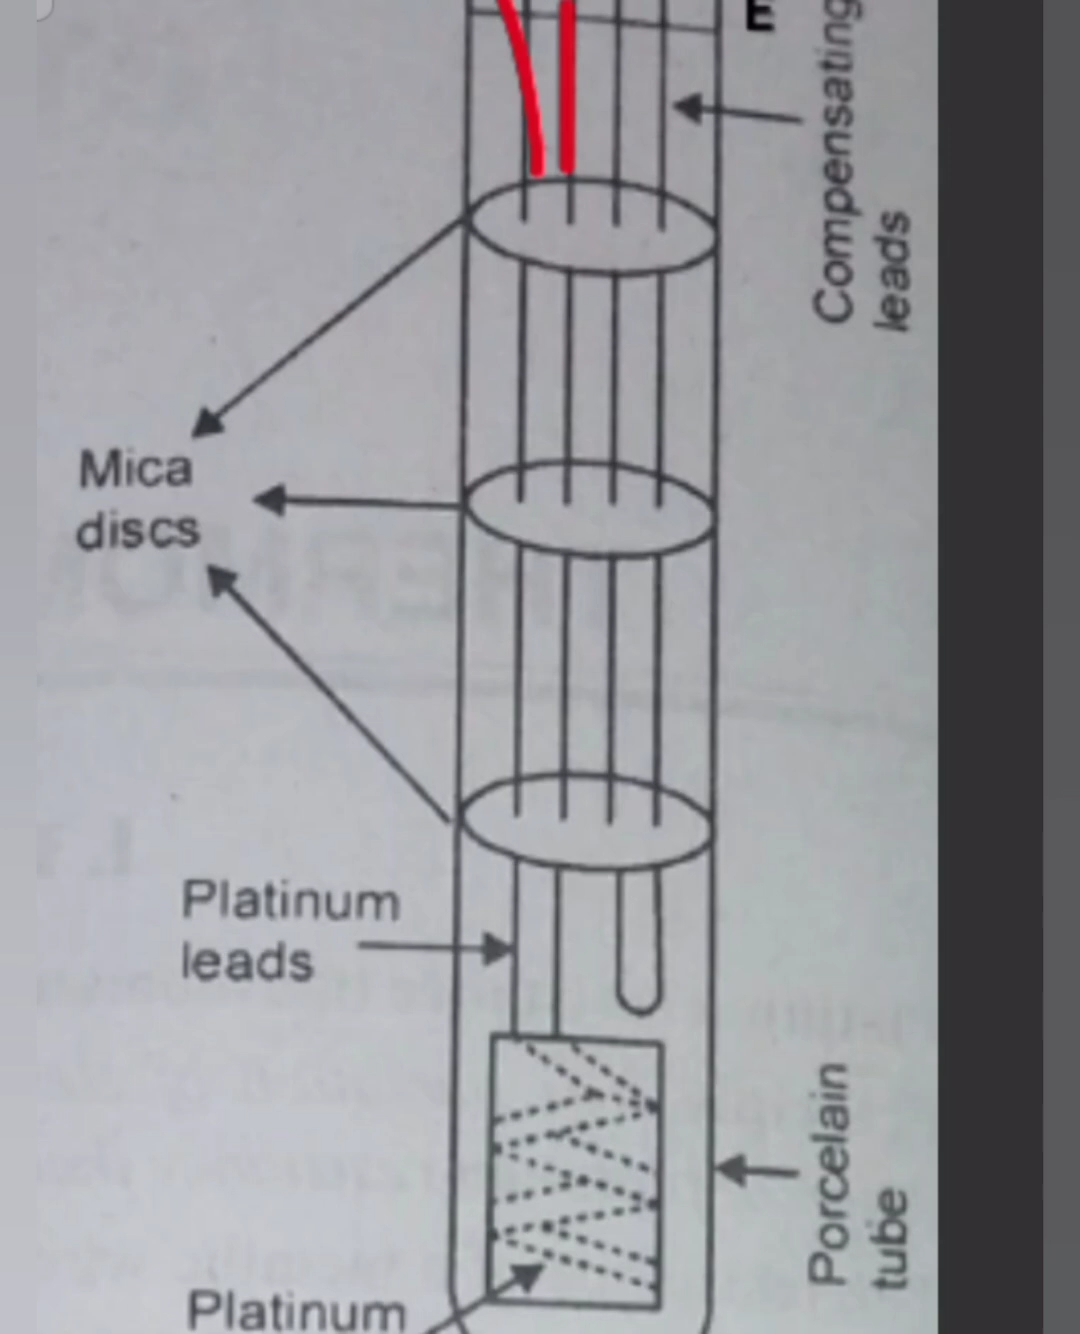 E
Compensating
leads
Mica
discs
Platinum
leads
Porcelain
tube
Platinum